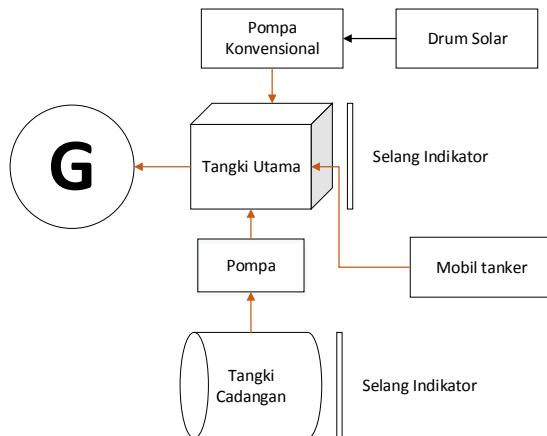 Pompa
Konvensional
Drum Solar
G
Tangki Utama
Selang Indikator
Pompa
Mobil tanker
Tangki
Cadangan
Selang Indikator